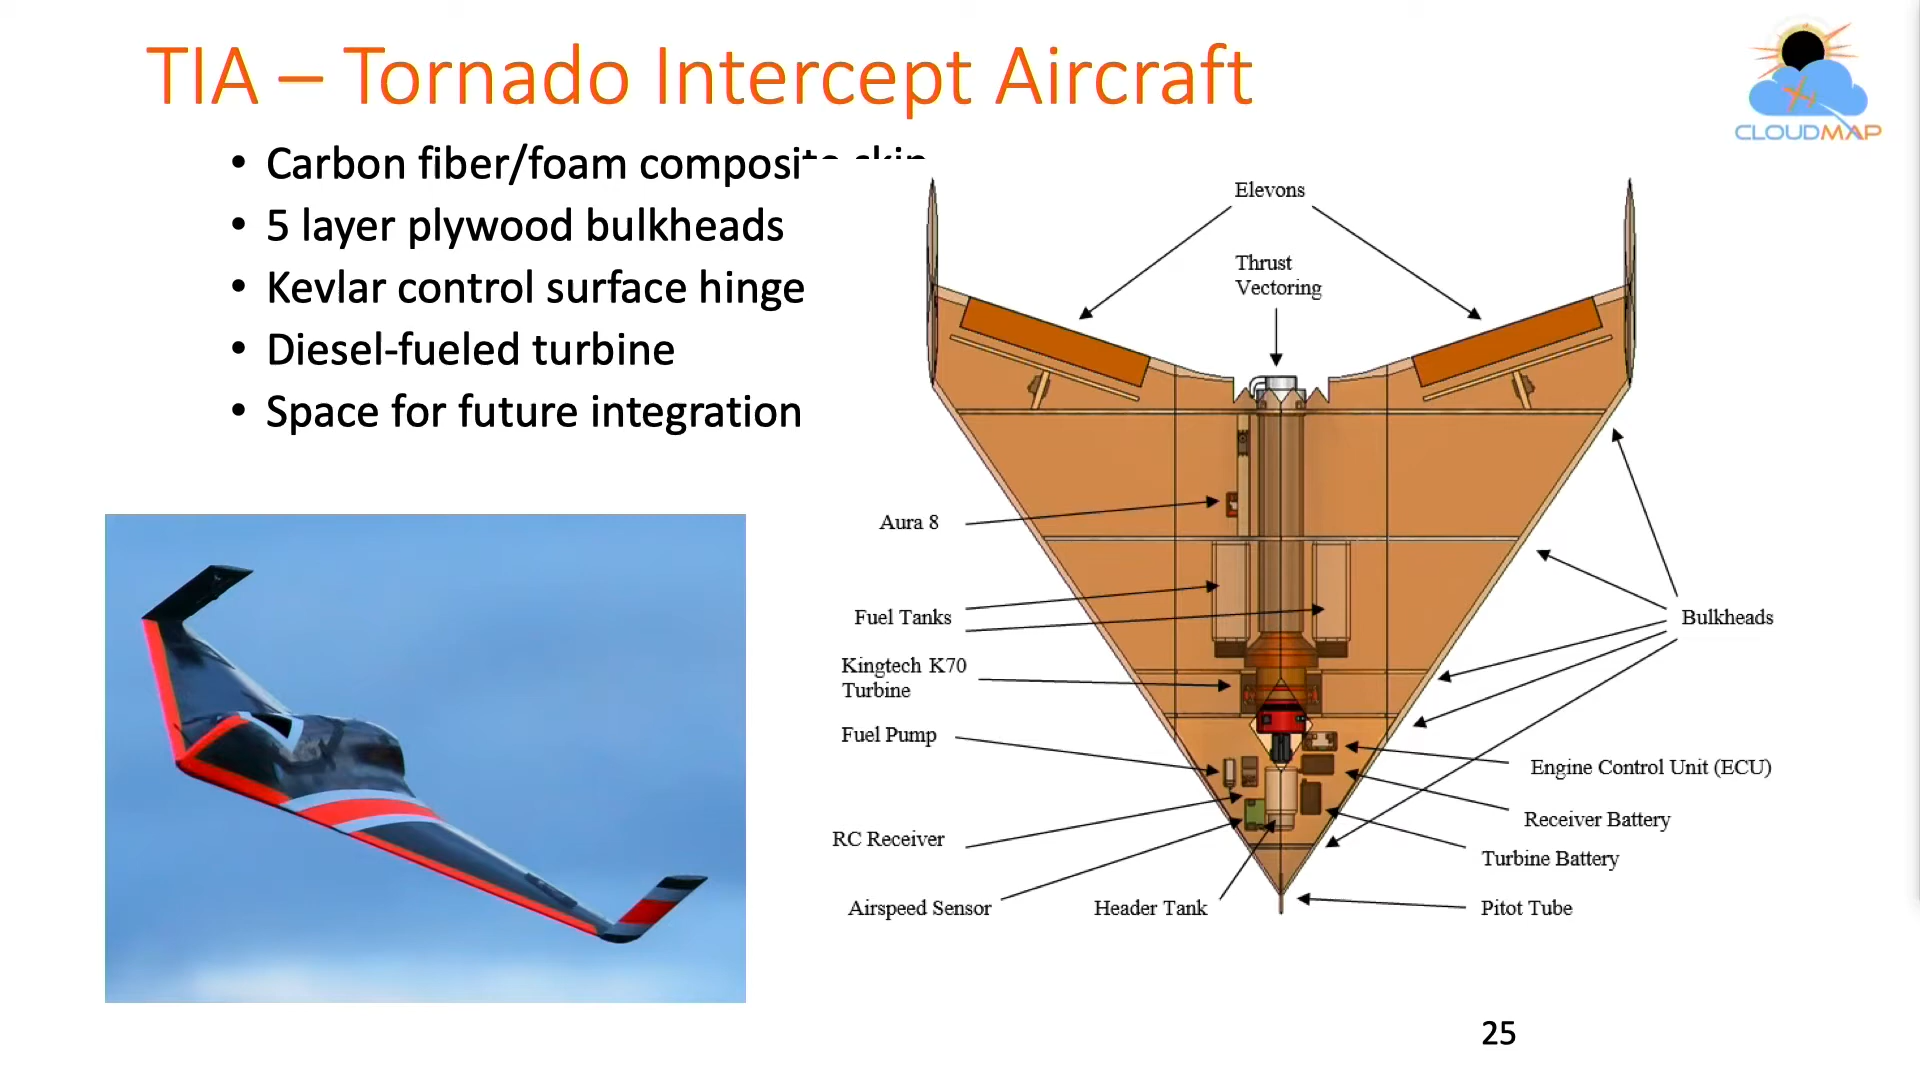 TIA – Tornado Intercept Aircraft
CLOUDMAP
• Carbon fiber/foam composite skin
• 5 layer plywood bulkheads
• Kevlar control surface hinge
• Diesel-fueled turbine
• Space for future integration
Elevons
Thrust
Vectoring
Aura 8
Fuel Tanks
Bulkheads
Kingtech K70
Turbine
Fuel Pump
Engine Control Unit (ECU)
Receiver Battery
RC Receiver
Turbine Battery
Airspeed Sensor
Header Tank
Pitot Tube
25